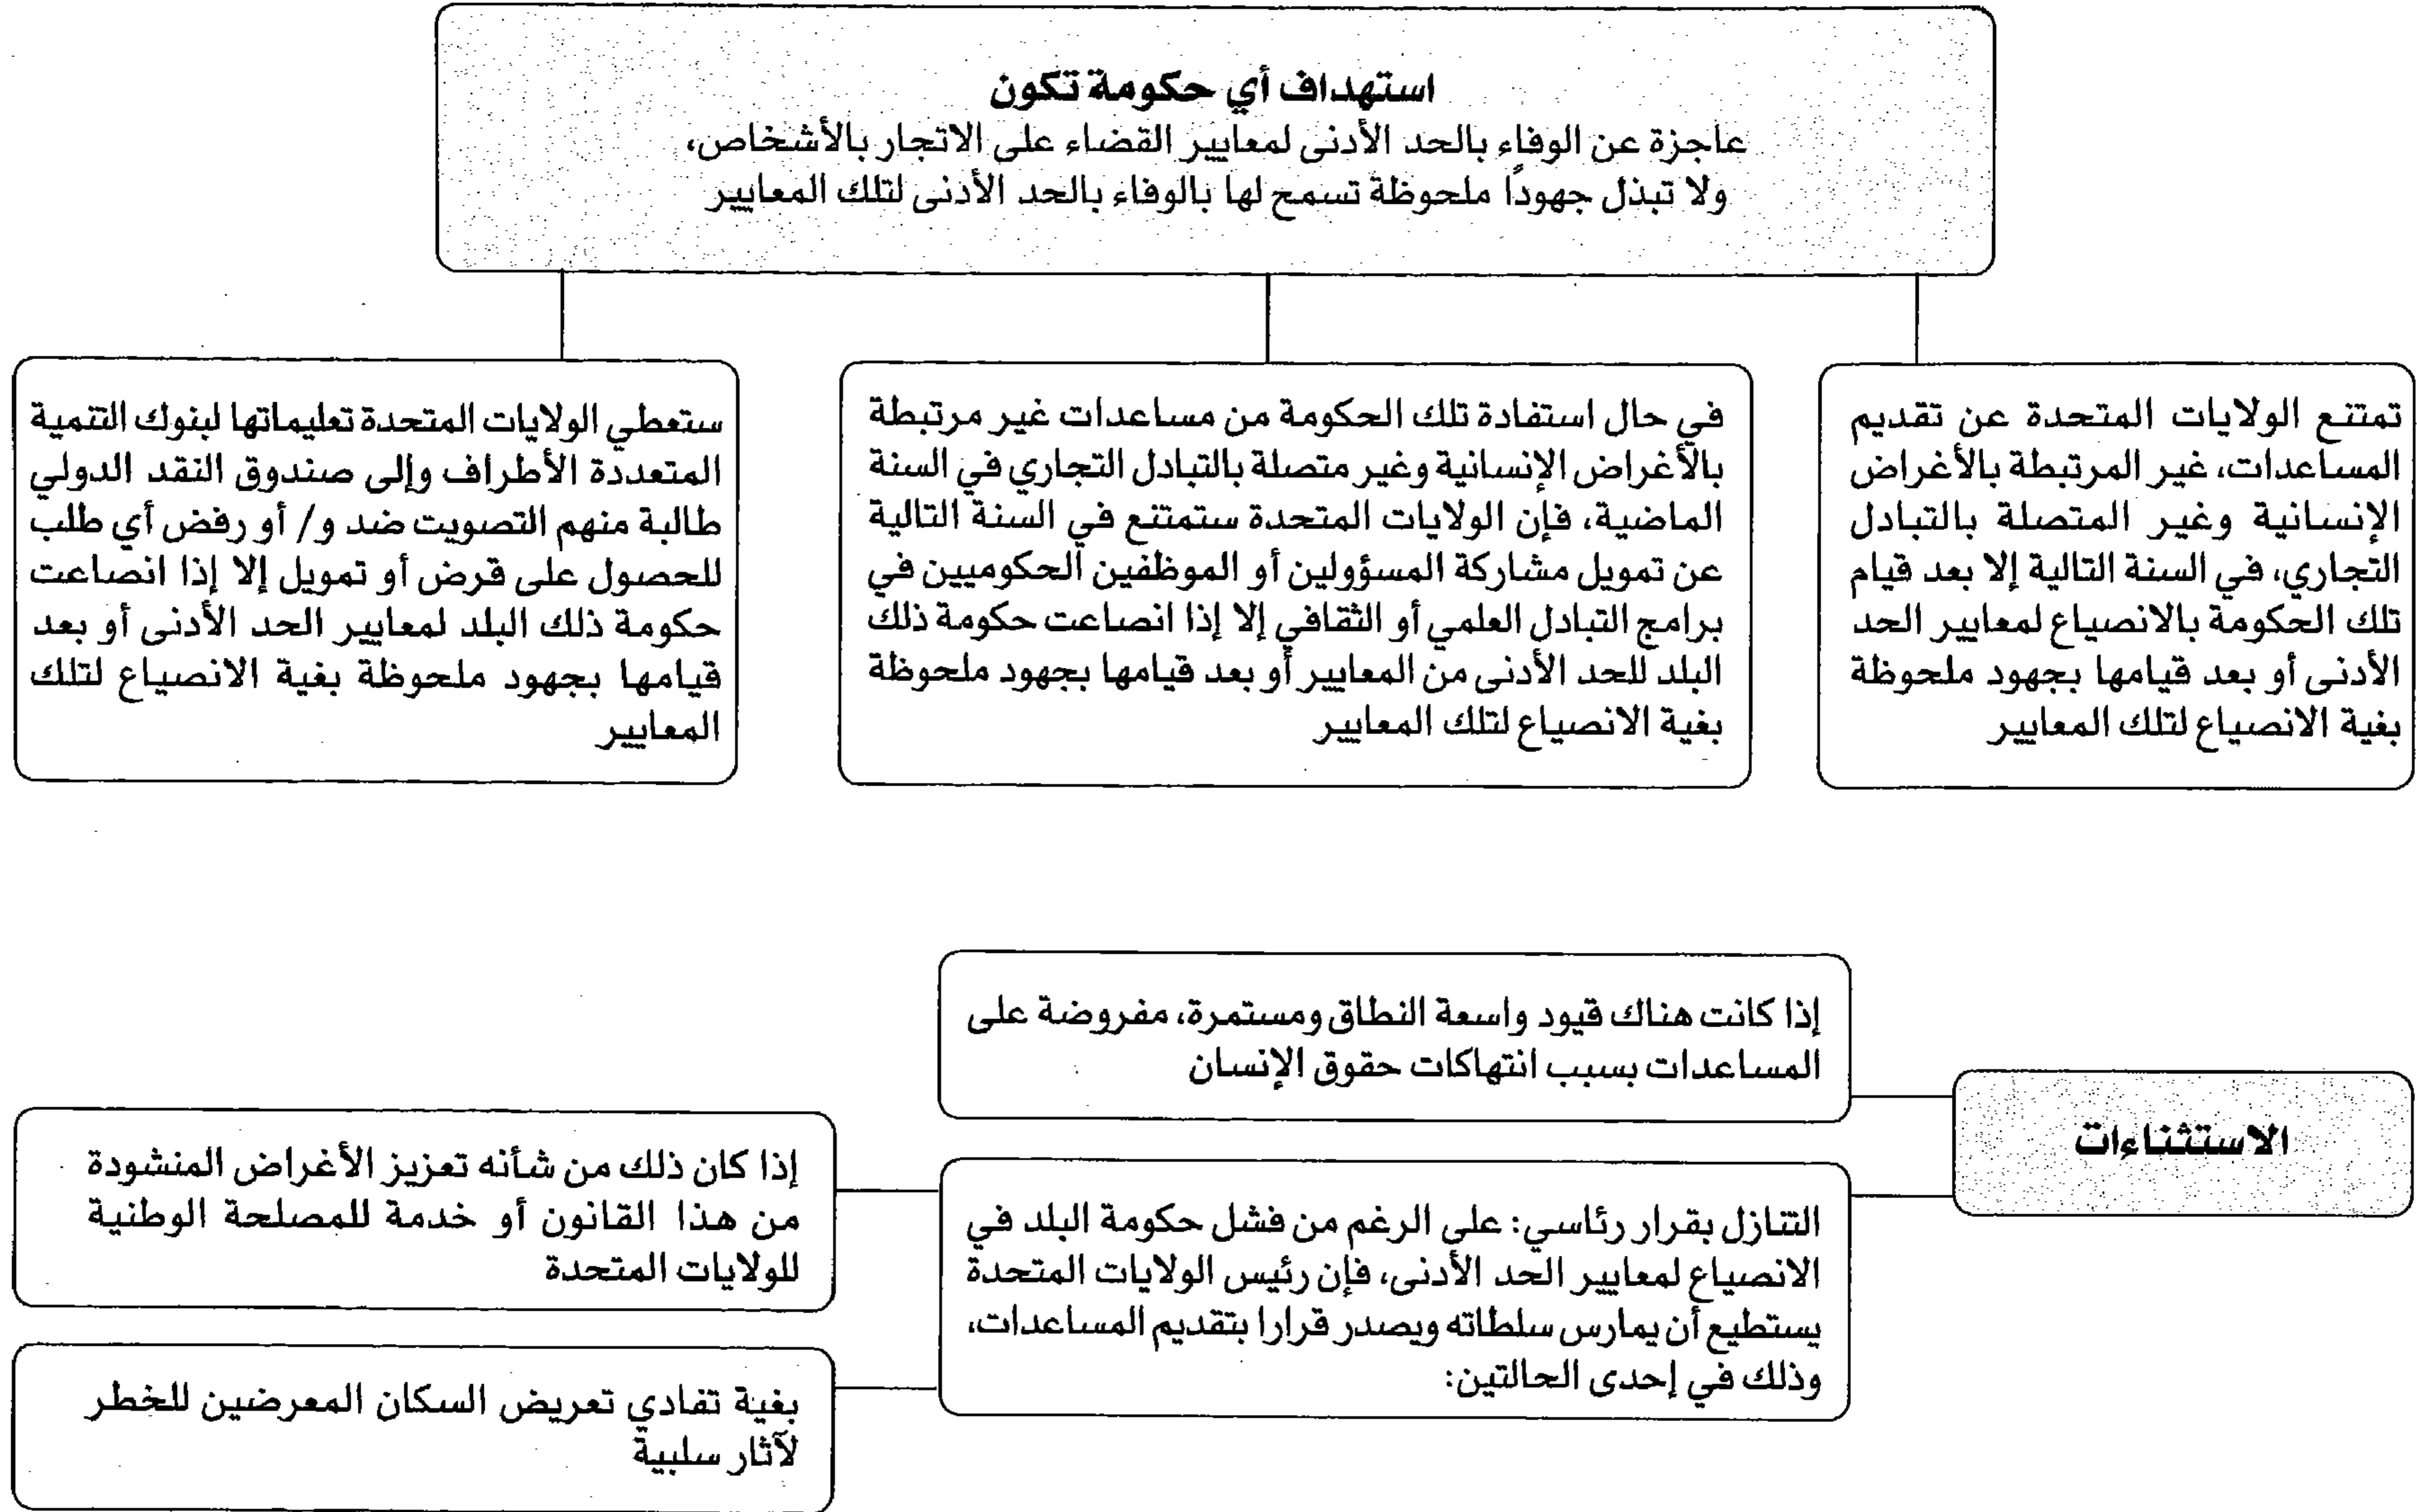 استهداف أي حكومة تكون
عاجزة عن الوفاء بالحد الأدنى لمعايير القضاء على الاتجار بالأشخاص،
ولا تبذل جهودًا ملحوظة تسمح لها بالوفاء بالحد الأدنى لتلك المعايير
تمتنع الولايات المتحدة عن تقديم
المساعدات، غير المرتبطة بالأغراض
الإنسانية وغير المتصلة بالتبادل
التجاري، في السنة التالية إلا بعد قيام
تلك الحكومة بالانصياع لمعايير الحد
الأدنى أو بعد قيامها بجهود ملحوظة
بغية الانصياع لتلك المعايير
في حال استفادة تلك الحكومة من مساعدات غير مرتبطة
بالأغراض الإنسانية وغير متصلة بالتبادل التجاري في السنة
الماضية، فإن الولايات المتحدة ستمتنع في السنة التالية
عن تمويل مشاركة المسؤولين أو الموظفين الحكوميين في
برامج التبادل العلمي أو الثقافي إلا إذا انصاعت حكومة ذلك
البلد للحد الأدنى من المعايير أو بعد قيامها بجهود ملحوظة
بغية الانصياع لتلك المعايير
ستعطي الولايات المتحدة تعليماتها لبنوك التنمية
المتعددة الأطراف وإلى صندوق النقد الدولي
طالبة منهم التصويت ضد و/ أو رفض أي طلب
للحصول على قرض أو تمويل إلا إذا انصاعت
حكومة ذلك البلد لمعايير الحد الأدنى أو بعد
قيامها بجهود ملحوظة بغية الانصياع لتلك
المعايير
الاستثناءات
إذا كانت هناك قيود واسعة النطاق ومستمرة، مفروضة على
المساعدات بسبب انتهاكات حقوق الإنسان
التنازل بقرار رئاسي: على الرغم من فشل حكومة البلد في
الانصياع لمعايير الحد الأدنى، فإن رئيس الولايات المتحدة
يستطيع أن يمارس سلطاته ويصدر قرارا بتقديم المساعدات،
وذلك في إحدى الحالتين:
إذا كان ذلك من شأنه تعزيز الأغراض المنشودة
من هذا القانون أو خدمة للمصلحة الوطنية
للولايات المتحدة
بغية تفادي تعريض السكان المعرضين للخطر
لآثار سلبية